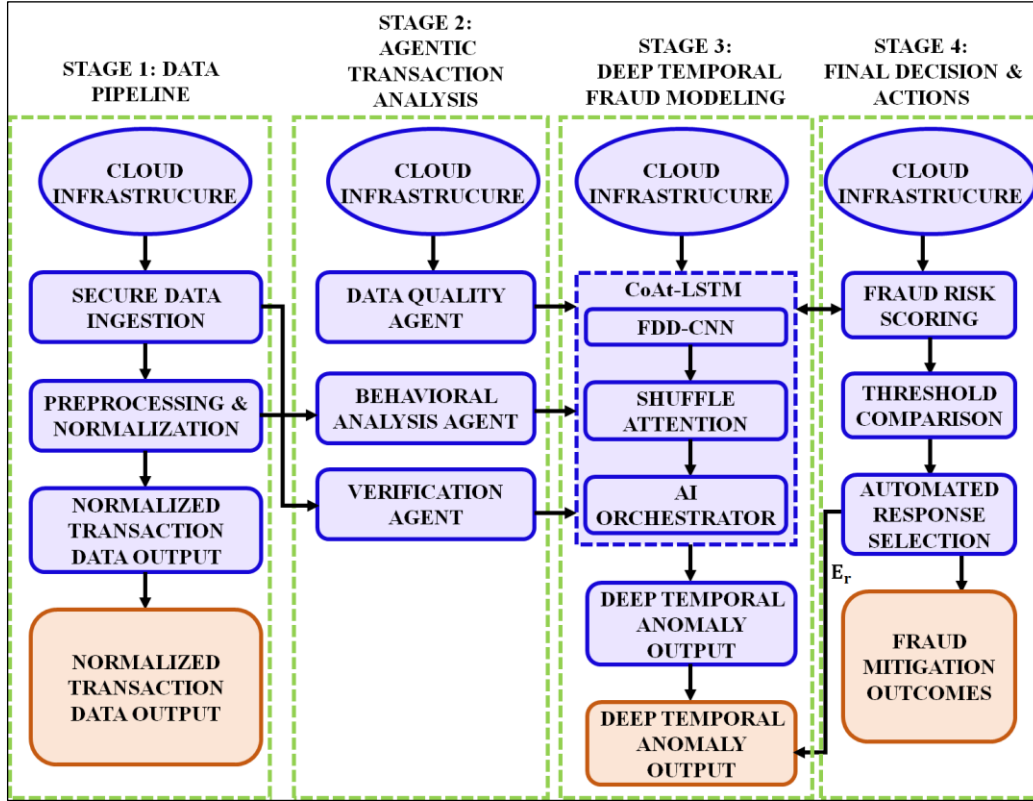 STAGE 1: DATA
PIPELINE
CLOUD
INFRASTRUCURE
SECURE DATA
INGESTION
PREPROCESSING &
NORMALIZATION
NORMALIZED
TRANSACTION
DATA OUTPUT
NORMALIZED
TRANSACTION
DATA OUTPUT
STAGE 2:
AGENTIC
TRANSACTION
ANALYSIS
CLOUD
INFRASTRUCURE
DATA QUALITY
AGENT
BEHAVIORAL
ANALYSIS AGENT
VERIFICATION
AGENT
STAGE 3:
DEEP TEMPORAL
FRAUD MODELING
CLOUD
INFRASTRUCURE
CoAt-LSTM
FDD-CNN
SHUFFLE
ATTENTION
AI
ORCHESTRATOR
DEEP TEMPORAL
ANOMALY
OUTPUT
DEEP TEMPORAL
ANOMALY
OUTPUT
STAGE 4:
FINAL DECISION &
ACTIONS
CLOUD
INFRASTRUCURE
FRAUD RISK
SCORING
THRESHOLD
COMPARISON
AUTOMATED
RESPONSE
SELECTION
E_r
FRAUD
MITIGATION
OUTCOMES